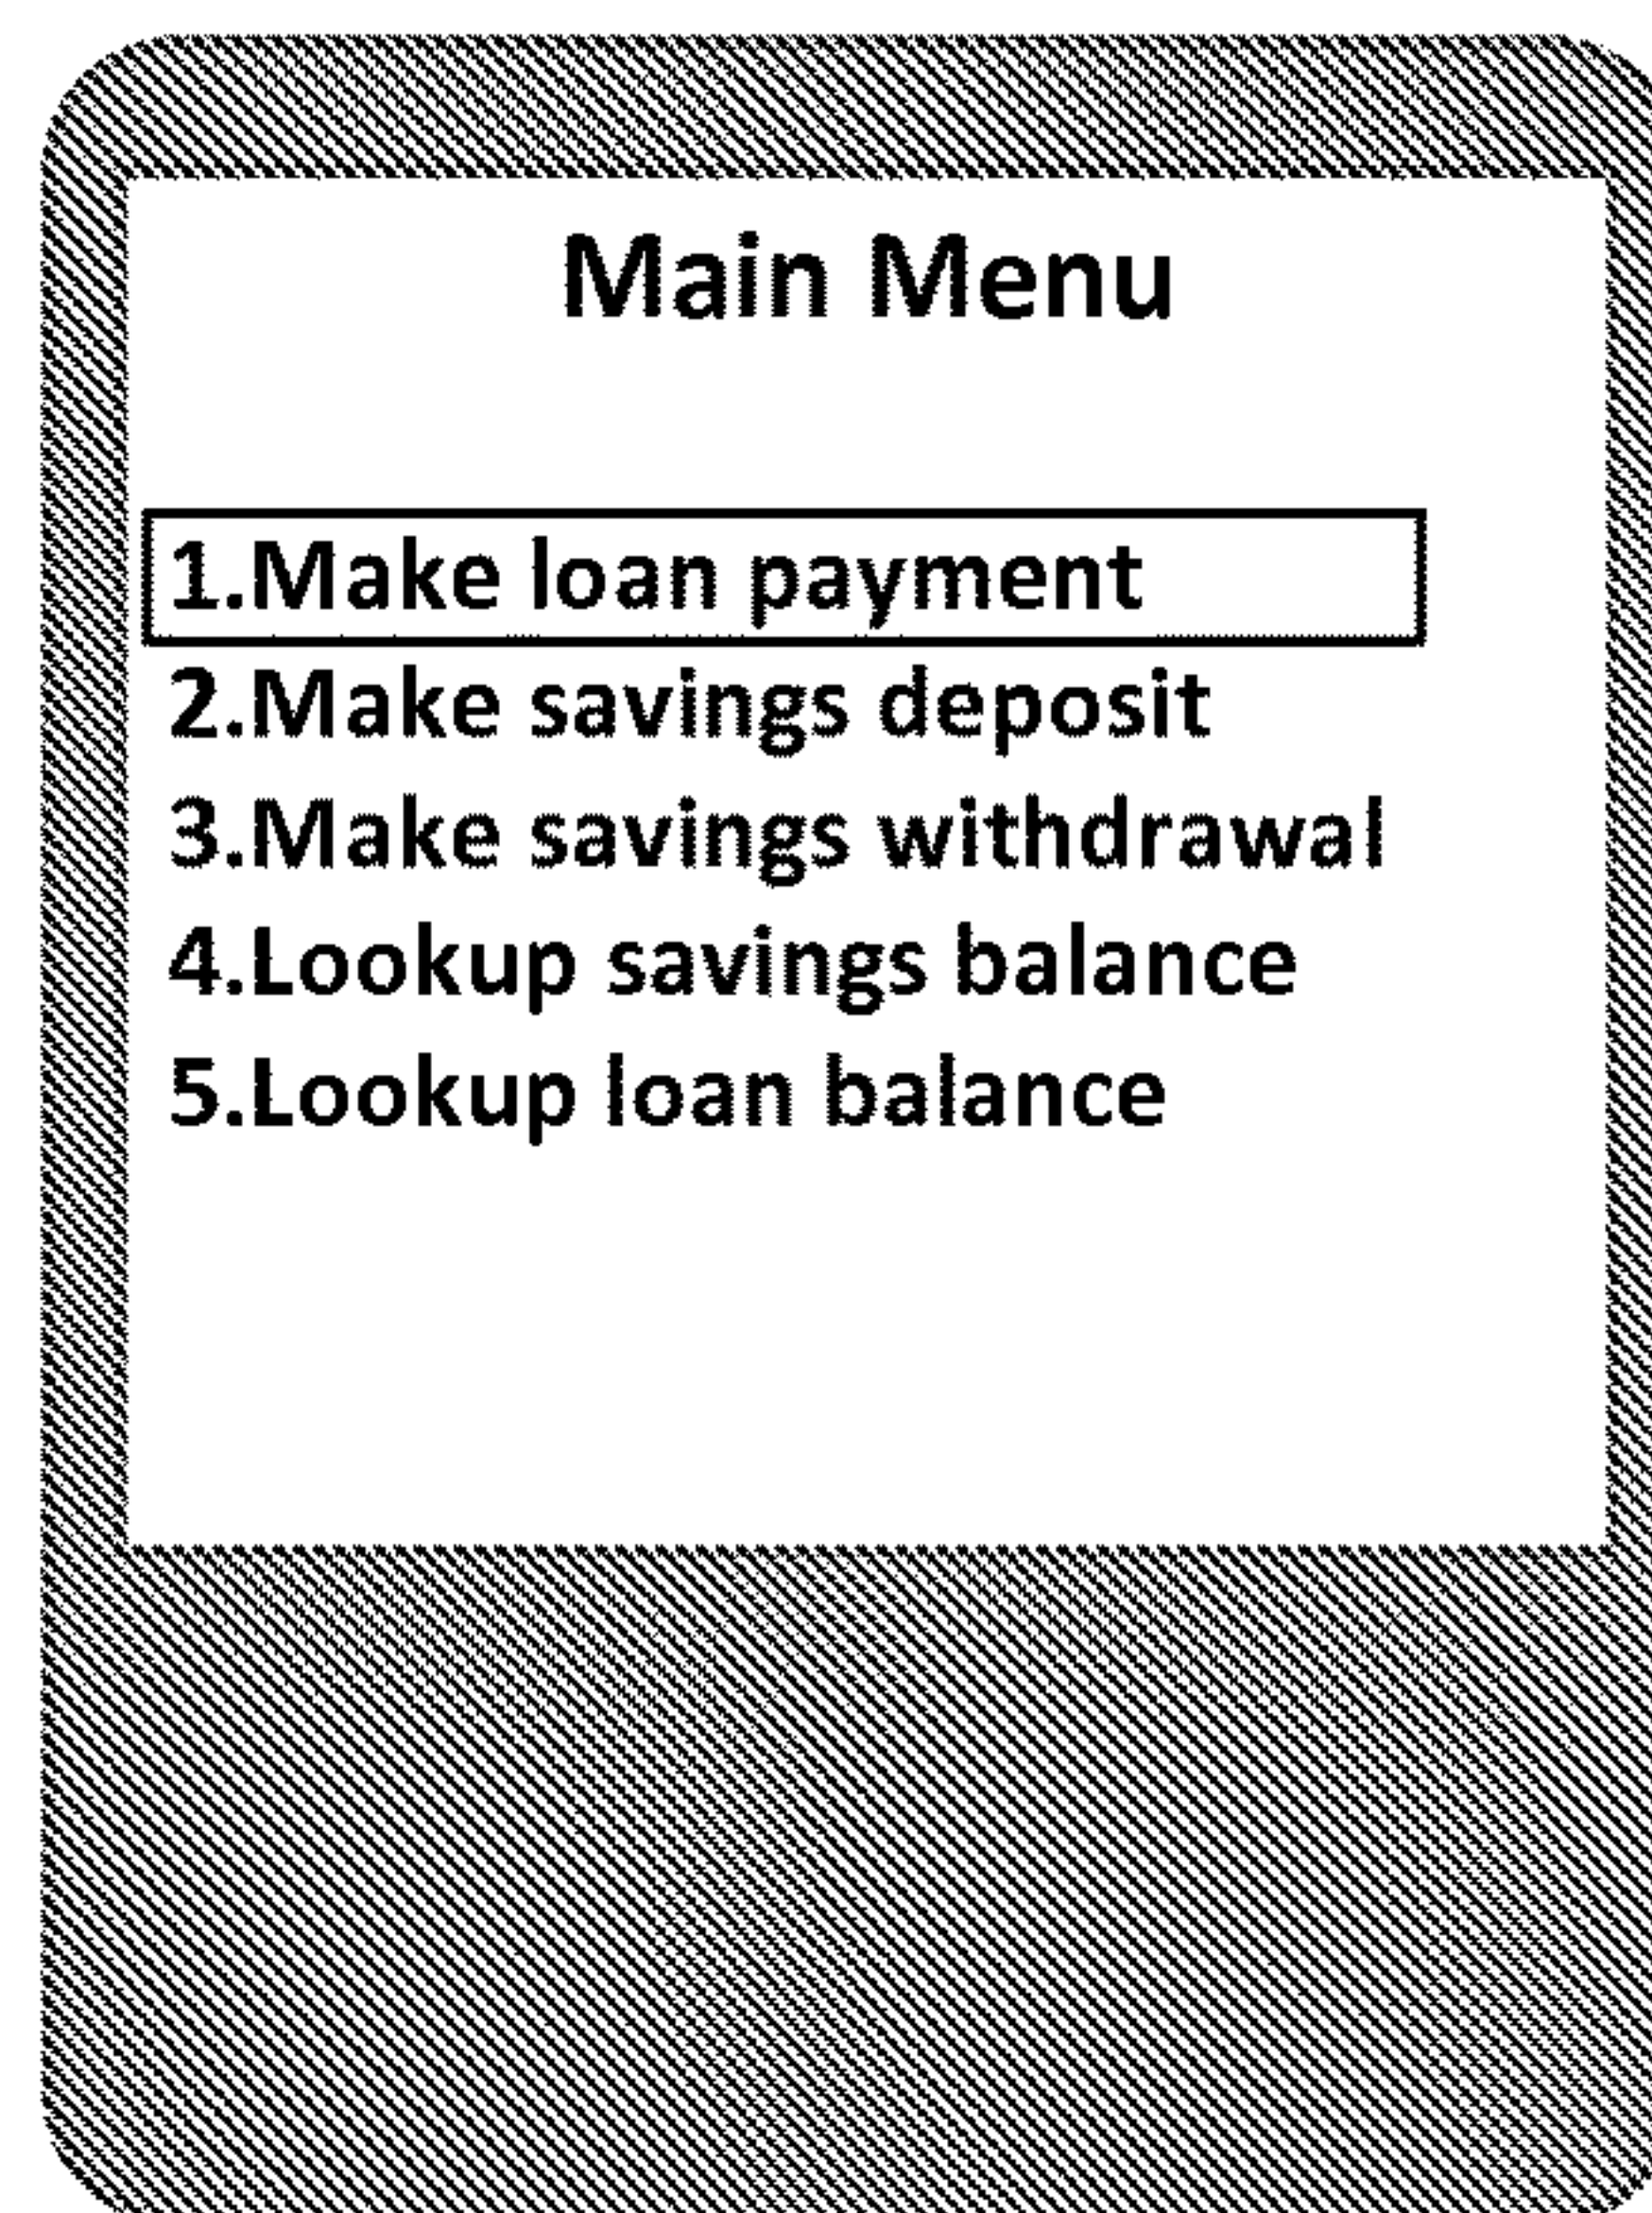 Main Menu
1.Make loan payment
2.Make savings deposit
3.Make savings withdrawal
4.Lookup savings balance
5.Lookup loan balance